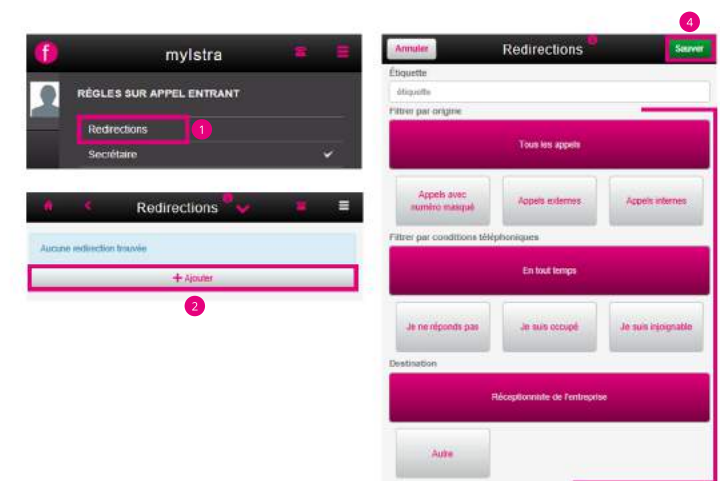 f
myIstra
RÈGLES SUR APPEL ENTRANT
Redirections
1
Secrétaire
Redirections
Aucune redirection trouvée
+ Ajouter
2
4
Annuler
Redirections
Sauver
Étiquette
étiquette
Filtrer par origine
Tous les appels
Appels avec
numéro masqué
Appels externes
Appels internes
Filtrer par conditions téléphoniques
En tout temps
Je ne réponds pas
Je suis occupé
Je suis injoignable
Destination
Réceptionniste de l'entreprise
Autre